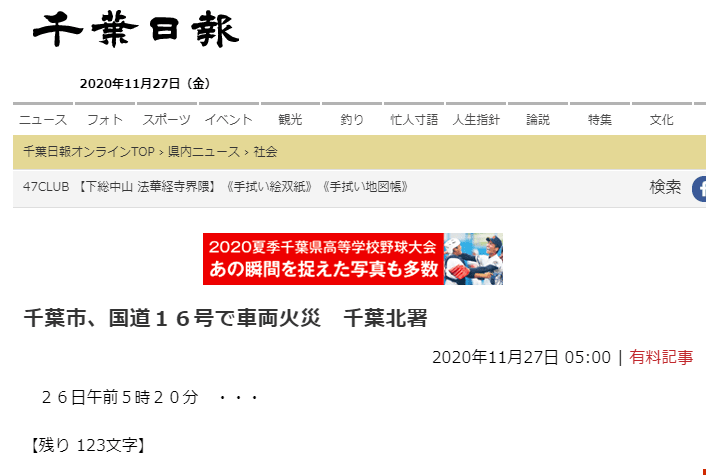 千葉日報
2020年11月27日（金）
ニュース フォト スポーツ イベント 観光 釣り 忙人寸語 人生指針 論説 特集 文化
千葉日報オンラインTOP › 県内ニュース › 社会
47CLUB 【下総中山 法華経寺界隈】《手拭い絵双紙》《手拭い地図帳》 検索
2020夏季千葉県高等学校野球大会
あの瞬間を捉えた写真も多数
千葉市、国道１６号で車両火災　千葉北署
2020年11月27日 05:00 | 有料記事
２６日午前５時２０分　・・・
【残り 123文字】